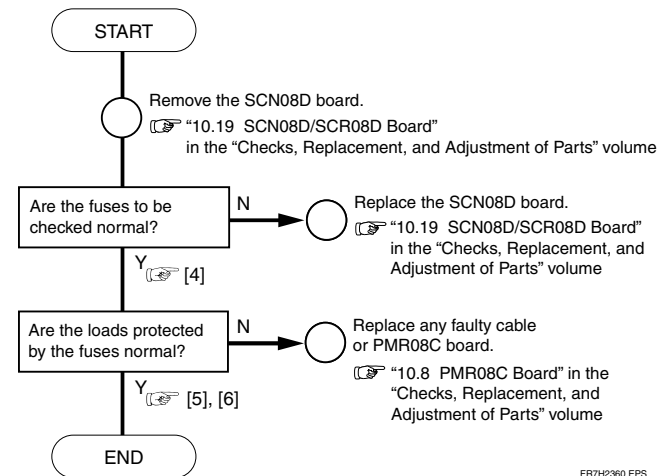 START
Remove the SCN08D board.
“10.19 SCN08D/SCR08D Board”
in the “Checks, Replacement, and Adjustment of Parts” volume
Are the fuses to be
checked normal?
N
Replace the SCN08D board.
“10.19 SCN08D/SCR08D Board”
in the “Checks, Replacement, and
Adjustment of Parts” volume
Y
[4]
Are the loads protected
by the fuses normal?
N
Replace any faulty cable
or PMR08C board.
“10.8 PMR08C Board” in the
“Checks, Replacement, and
Adjustment of Parts” volume
Y
[5], [6]
END
FR7H2360.EPS